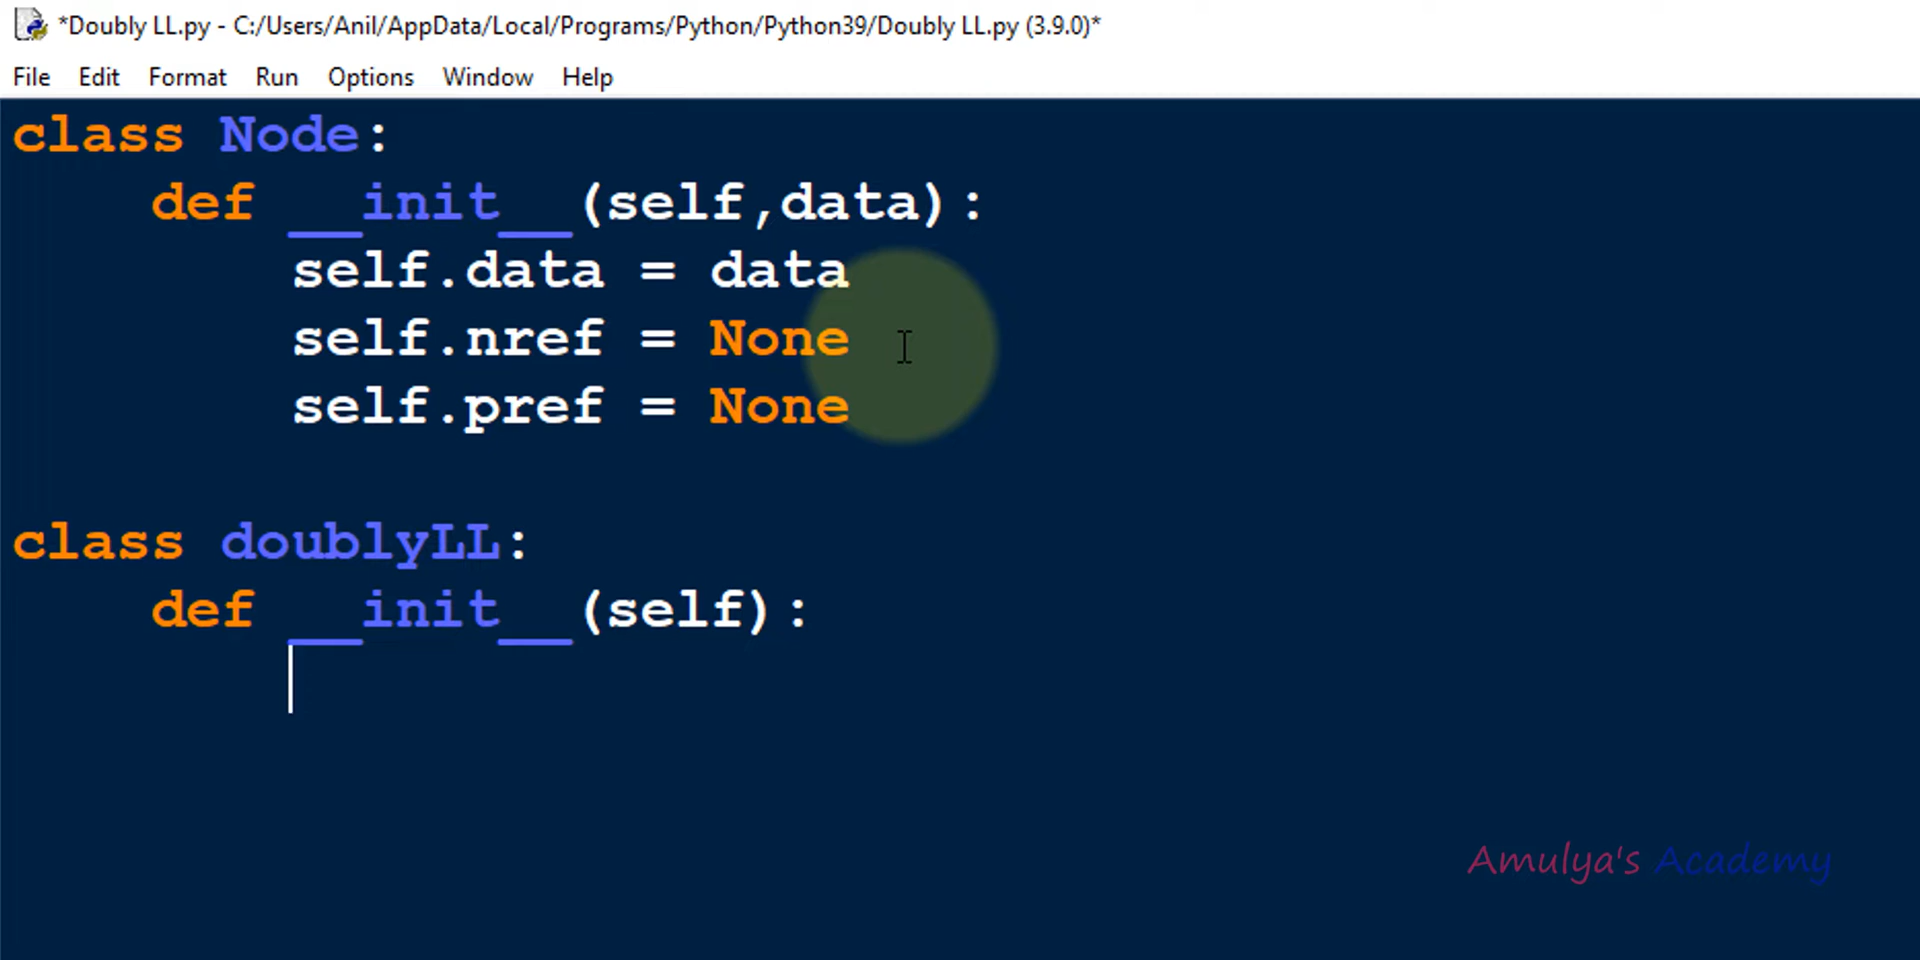 *Doubly LL.py - C:/Users/Anil/AppData/Local/Programs/Python/Python39/Doubly LL.py (3.9.0)*
File Edit Format Run Options Window Help
class Node:
    def __init__(self,data):
        self.data = data
        self.nref = None
        self.pref = None

class doublyLL:
    def __init__(self):
Amulya's Academy